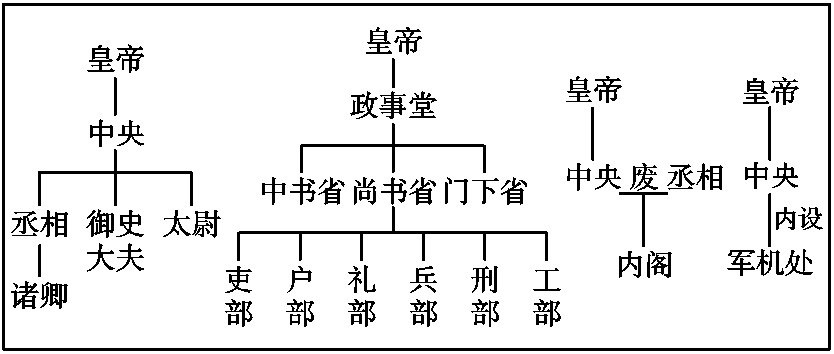 皇帝
中央
丞相 御史大夫 太尉
诸卿
皇帝
政事堂
中书省 尚书省 门下省
吏部 户部 礼部 兵部 刑部 工部
皇帝
中央 废 丞相
内阁
皇帝
中央
内设
军机处